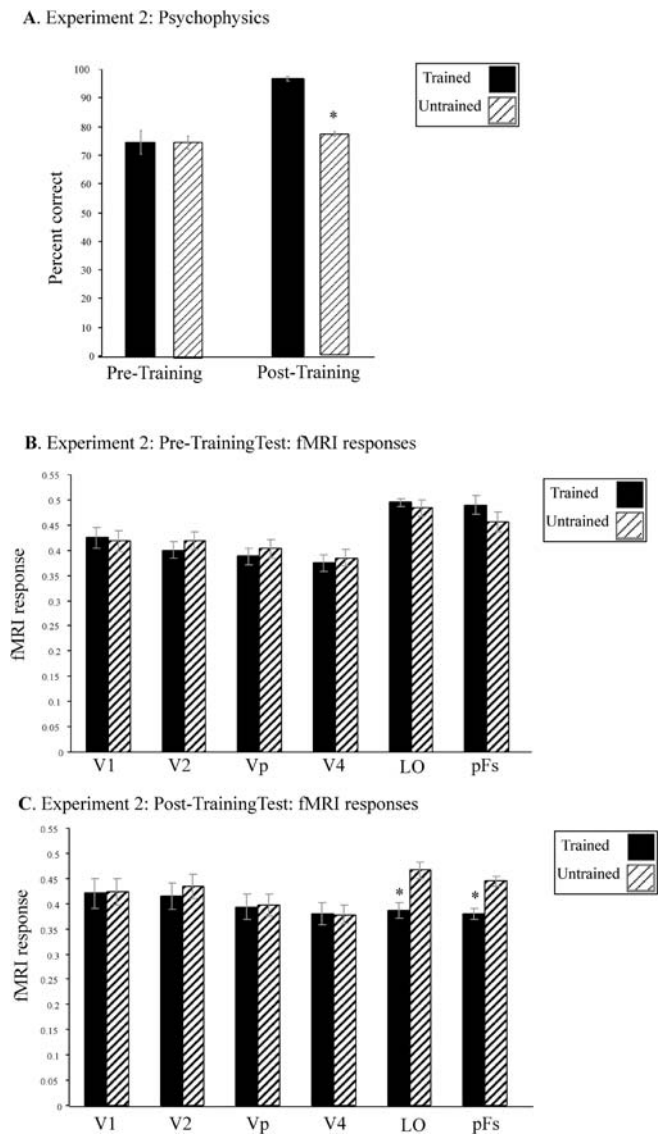 A. Experiment 2: Psychophysics
100
90
80
70
60
50
40
30
20
10
0
Percent correct
*
Pre-Training
Post-Training
Trained
Untrained
B. Experiment 2: Pre-TrainingTest: fMRI responses
0.55
0.5
0.45
0.4
0.35
0.3
0.25
0.2
0.15
0.1
0.05
0
fMRI response
V1
V2
Vp
V4
LO
pFs
Trained
Untrained
C. Experiment 2: Post-TrainingTest: fMRI responses
0.55
0.5
0.45
0.4
0.35
0.3
0.25
0.2
0.15
0.1
0.05
0
fMRI response
*
*
V1
V2
Vp
V4
LO
pFs
Trained
Untrained